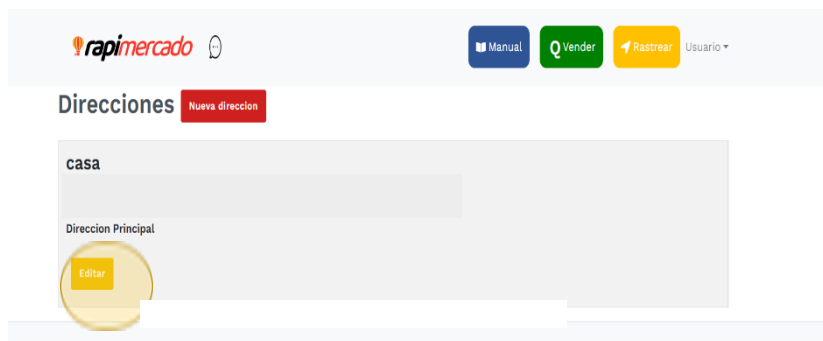 rapimercado Manual Q Vender Rastrear Usuario
Direcciones Nueva direccion
casa
Direccion Principal
Editar